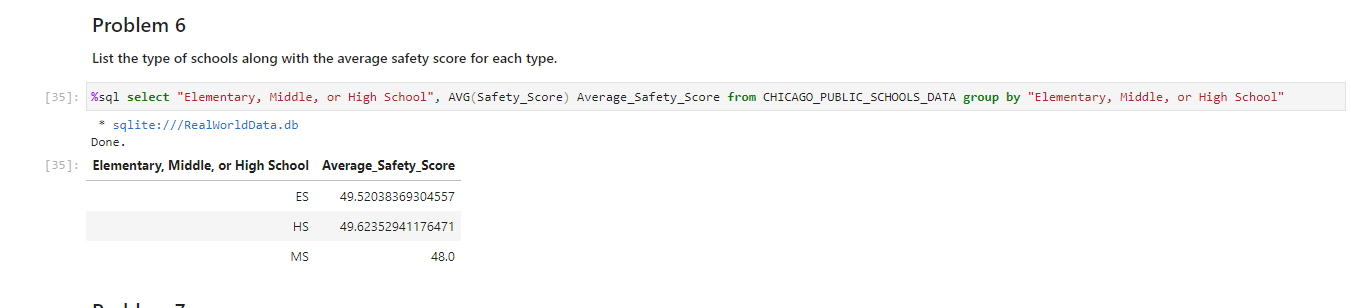 Problem 6
List the type of schools along with the average safety score for each type.
[35]: %sql select "Elementary, Middle, or High School", AVG(Safety_Score) Average_Safety_Score from CHICAGO_PUBLIC_SCHOOLS_DATA group by "Elementary, Middle, or High School"
* sqlite:///RealWorldData.db
Done.
[35]: Elementary, Middle, or High School Average_Safety_Score
ES 49.52038369304557
HS 49.62352941176471
MS 48.0